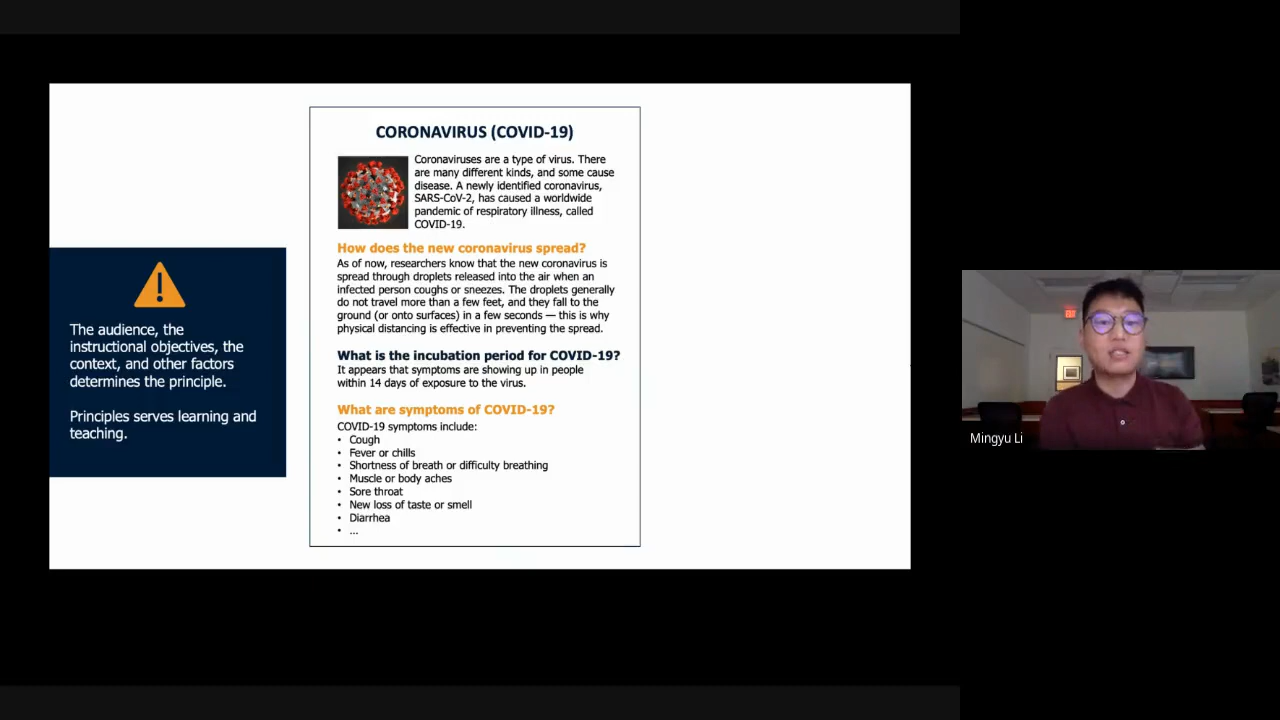 CORONAVIRUS (COVID-19)
Coronaviruses are a type of virus. There
are many different kinds, and some cause
disease. A newly identified coronavirus,
SARS-CoV-2, has caused a worldwide
pandemic of respiratory illness, called
COVID-19.
How does the new coronavirus spread?
As of now, researchers know that the new coronavirus is
spread through droplets released into the air when an
infected person coughs or sneezes. The droplets generally
do not travel more than a few feet, and they fall to the
ground (or onto surfaces) in a few seconds — this is why
physical distancing is effective in preventing the spread.
What is the incubation period for COVID-19?
It appears that symptoms are showing up in people
within 14 days of exposure to the virus.
What are symptoms of COVID-19?
COVID-19 symptoms include:
• Cough
• Fever or chills
• Shortness of breath or difficulty breathing
• Muscle or body aches
• Sore throat
• New loss of taste or smell
• Diarrhea
• ...
The audience, the
instructional objectives, the
context, and other factors
determines the principle.
Principles serves learning and
teaching.
Mingyu Li